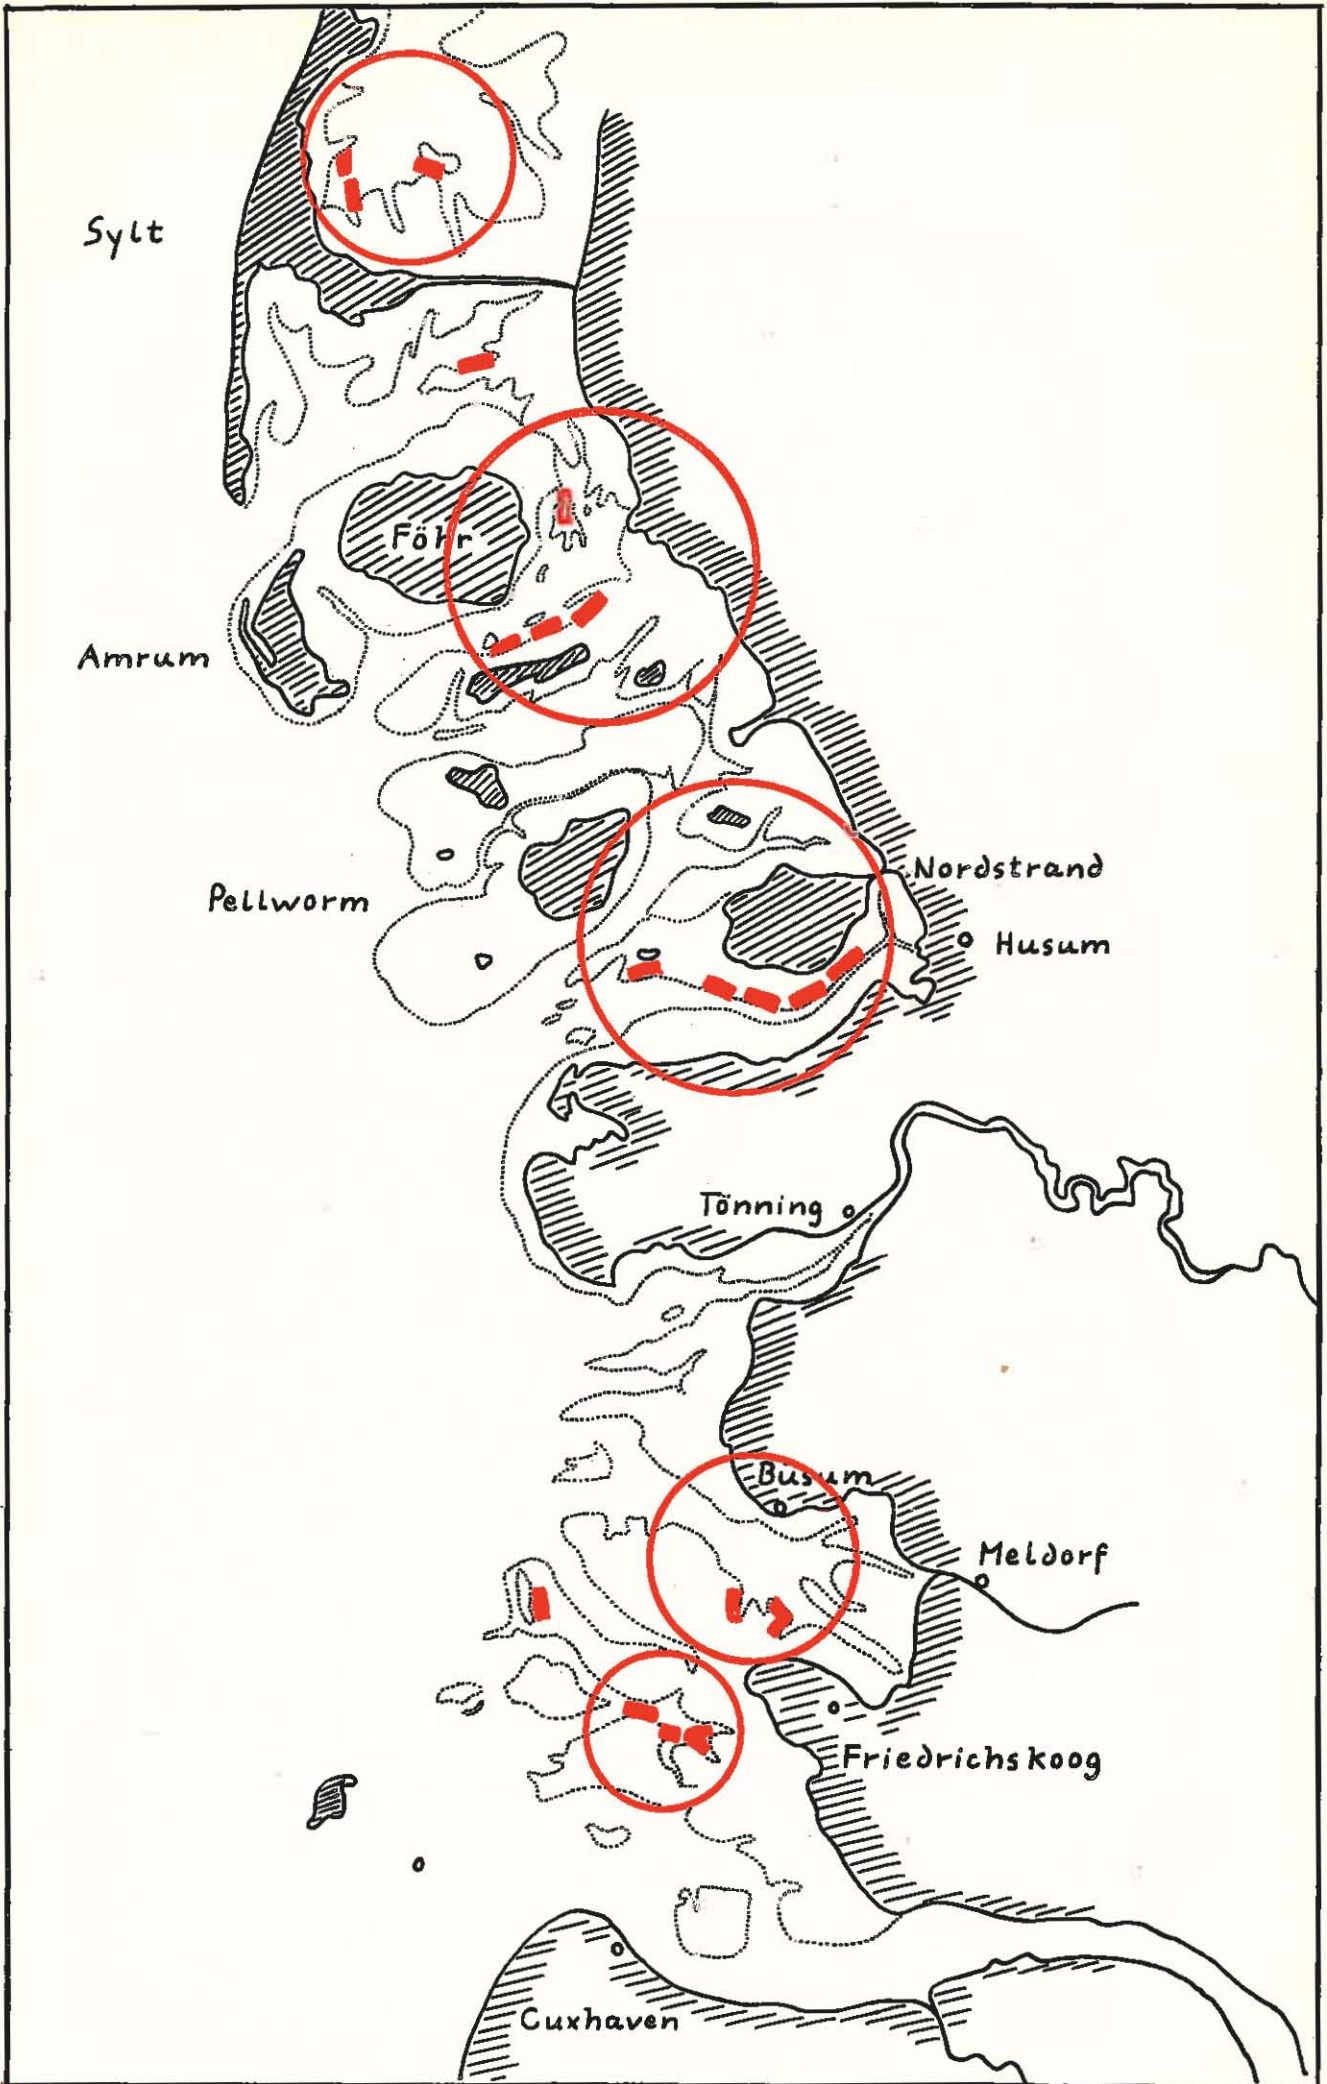 Sylt
Föhr
Amrum
Nordstrand
Pellworm
Husum
Tönning
Büsum
Meldorf
Friedrichskoog
Cuxhaven